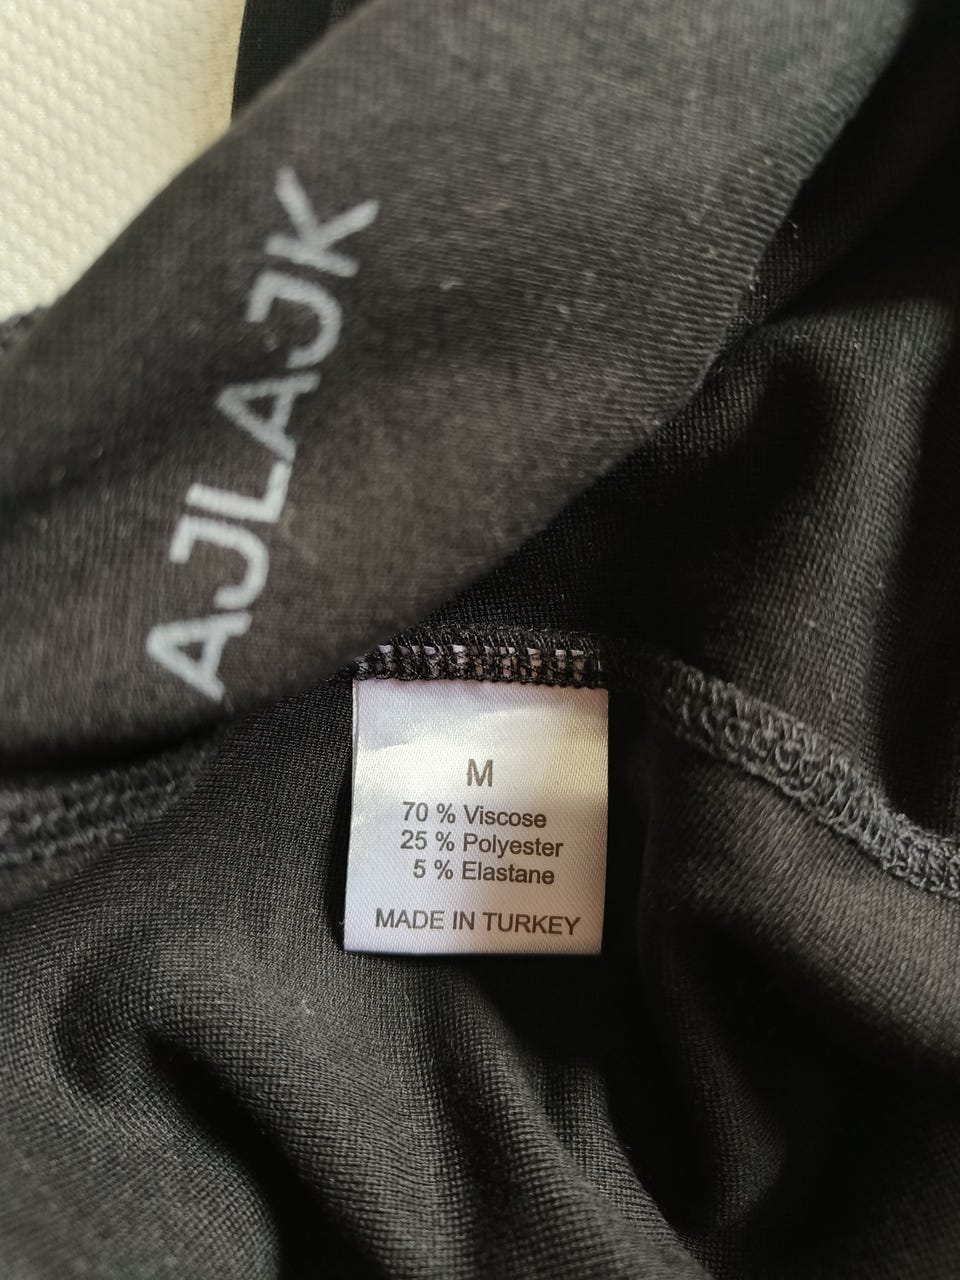 AJLAJK
M
70 % Viscose
25 % Polyester
5 % Elastane
MADE IN TURKEY